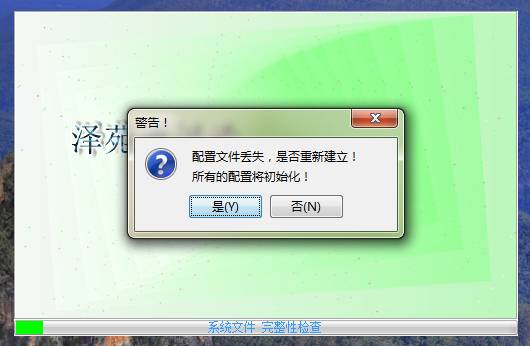 泽苑
警告！
配置文件丢失，是否重新建立！
所有的配置将初始化！
是(Y)
否(N)
系统文件 完整性检查